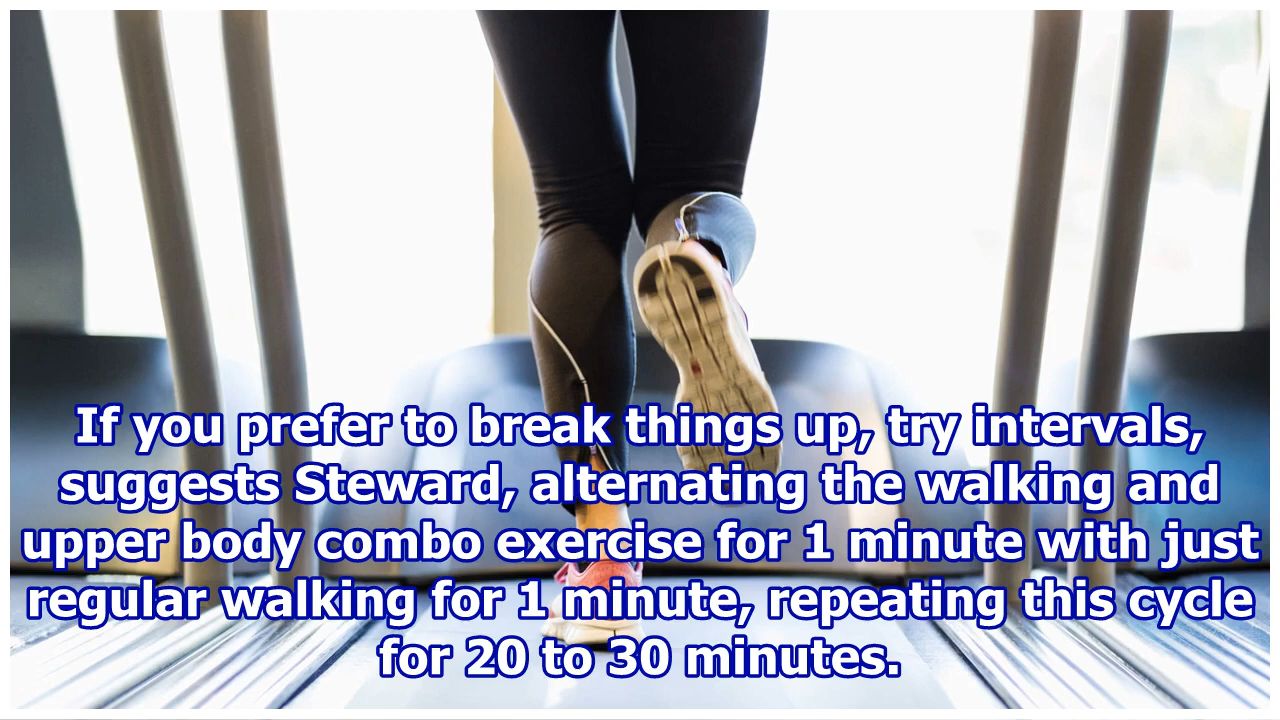 If you prefer to break things up, try intervals,
suggests Steward, alternating the walking and
upper body combo exercise for 1 minute with just
regular walking for 1 minute, repeating this cycle
for 20 to 30 minutes.